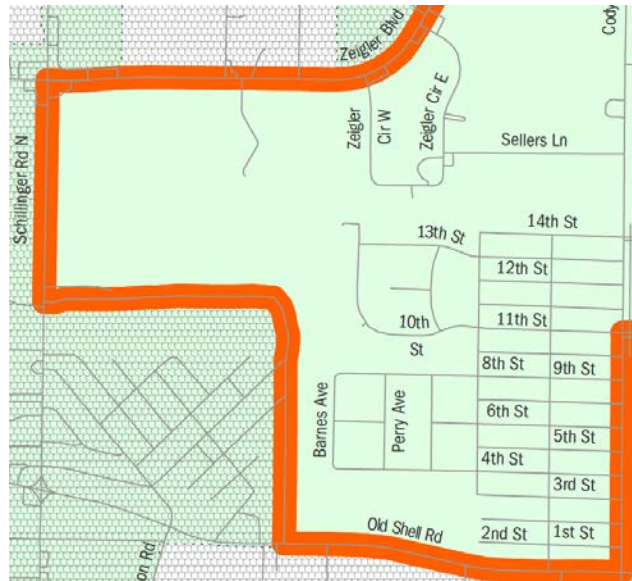 Zeigler Blvd
Cody
Schillinger Rd N
Zeigler
Cir W
Zeigler Cir E
Sellers Ln
14th St
13th St
12th St
11th St
10th
St
8th St
9th St
Barnes Ave
Perry Ave
6th St
5th St
4th St
3rd St
Old Shell Rd
2nd St
1st St
on Rd